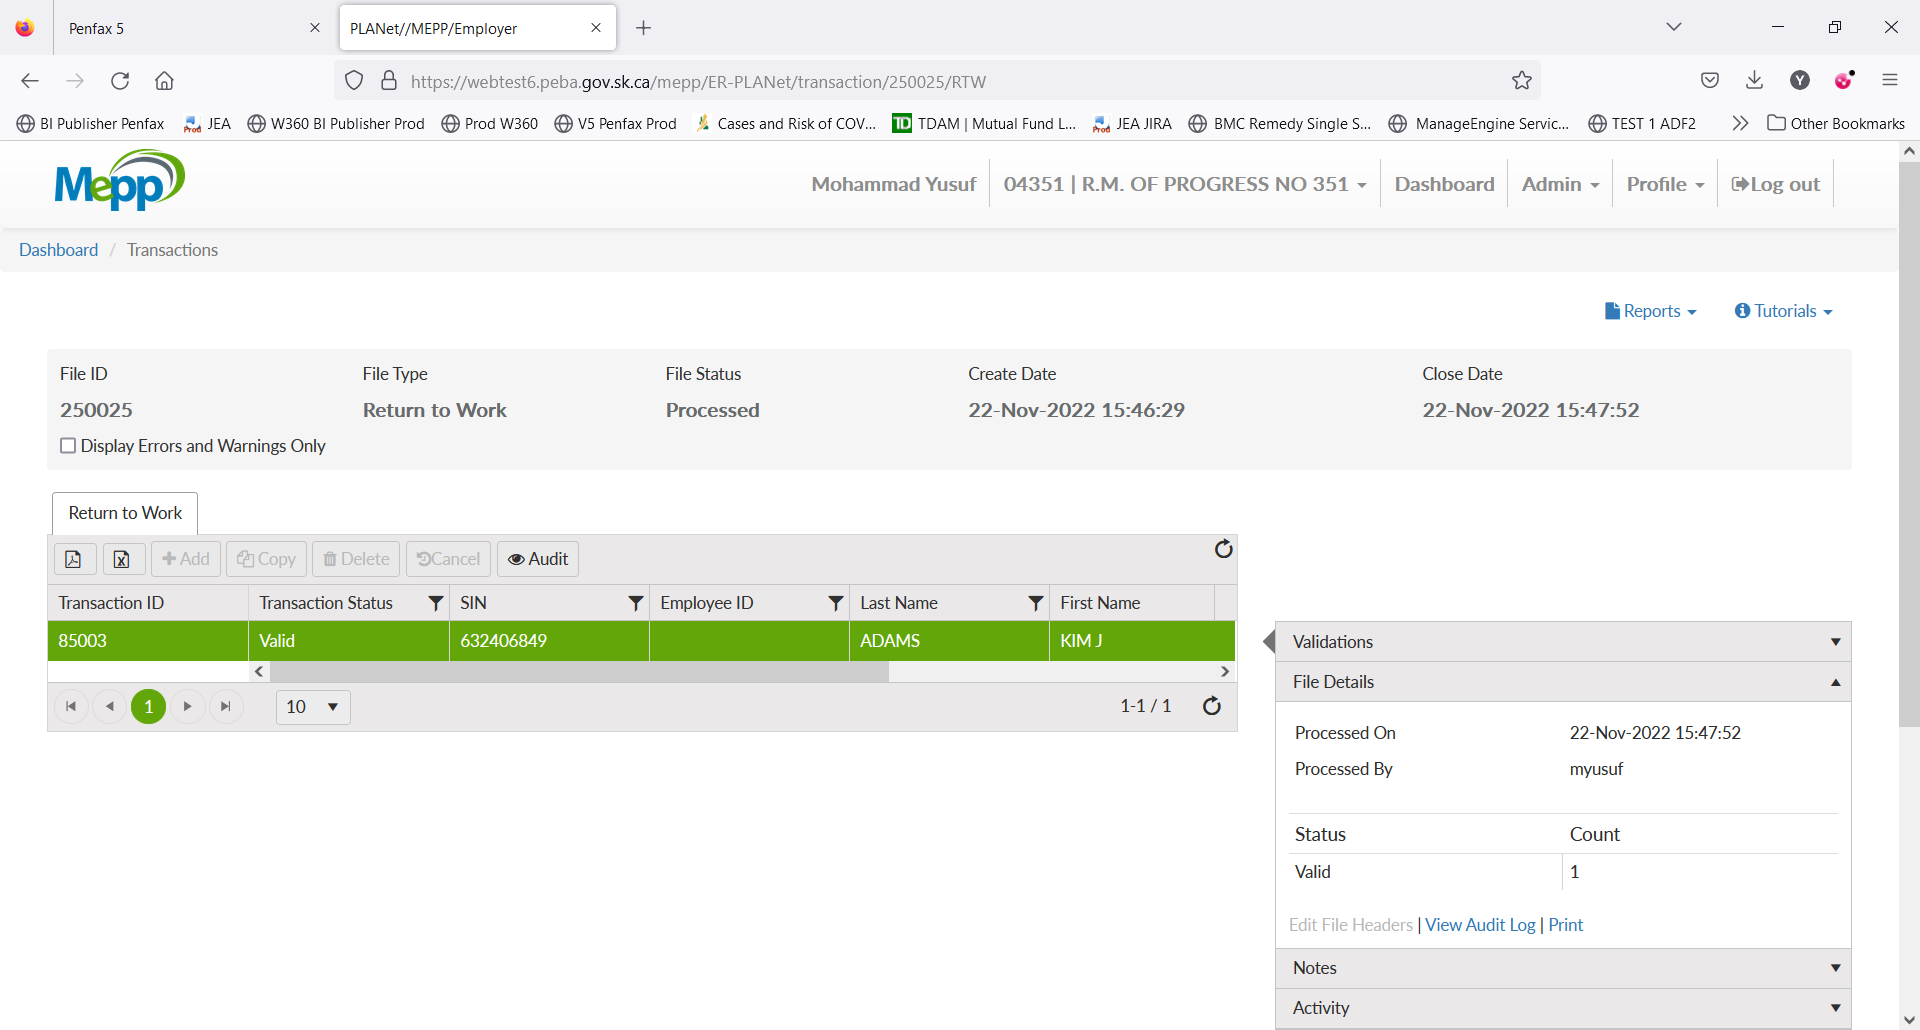 Penfax 5
PLANet//MEPP/Employer
https://webtest6.peba.gov.sk.ca/mepp/ER-PLANet/transaction/250025/RTW
Y
BI Publisher Penfax
Prod
JEA
W360 BI Publisher Prod
Prod W360
V5 Penfax Prod
Cases and Risk of COV...
TD
TDAM | Mutual Fund L...
Prod
JEA JIRA
BMC Remedy Single S...
ManageEngine Servic...
TEST 1 ADF2
Other Bookmarks
Mepp
Mohammad Yusuf
04351 | R.M. OF PROGRESS NO 351
Dashboard
Admin
Profile
Log out
Dashboard / Transactions
Reports
Tutorials
File ID File Type File Status Create Date Close Date
250025 Return to Work Processed 22-Nov-2022 15:46:29 22-Nov-2022 15:47:52
Display Errors and Warnings Only
Return to Work
Add Copy Delete Cancel Audit
Transaction ID Transaction Status SIN Employee ID Last Name First Name
85003 Valid 632406849 ADAMS KIM J
1 10 1-1 / 1
Validations
File Details
Processed On 22-Nov-2022 15:47:52
Processed By myusuf
Status Count
Valid 1
Edit File Headers | View Audit Log | Print
Notes
Activity